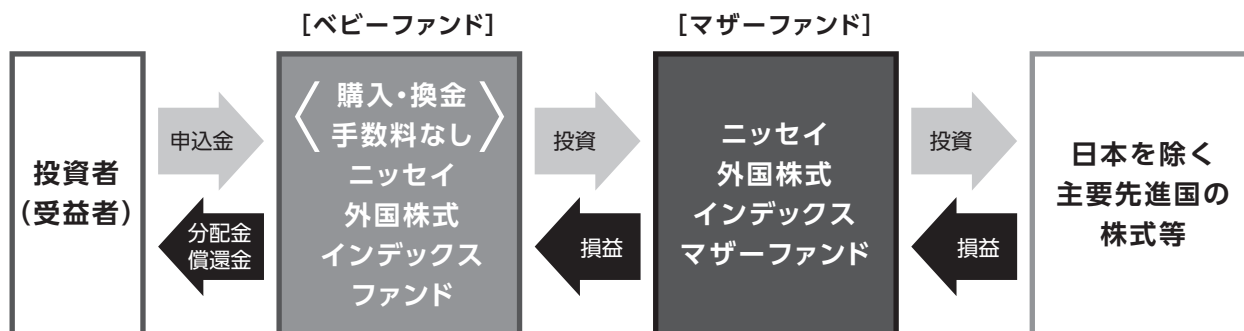 [ベビーファンド]
[マザーファンド]
投資者
(受益者)
申込金
分配金
償還金
〈購入・換金
手数料なし〉
ニッセイ
外国株式
インデックス
ファンド
投資
損益
ニッセイ
外国株式
インデックス
マザーファンド
投資
損益
日本を除く
主要先進国の
株式等